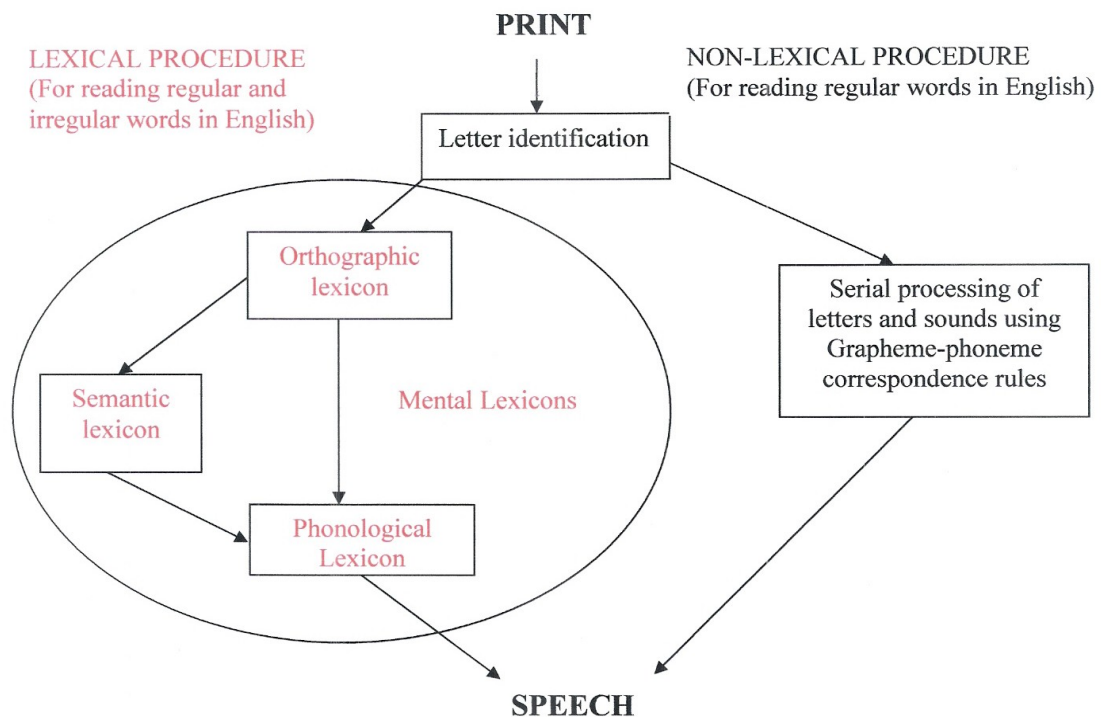 PRINT
LEXICAL PROCEDURE
(For reading regular and
irregular words in English)
NON-LEXICAL PROCEDURE
(For reading regular words in English)
Letter identification
Orthographic
lexicon
Serial processing of
letters and sounds using
Grapheme-phoneme
correspondence rules
Semantic
lexicon
Mental Lexicons
Phonological
Lexicon
SPEECH